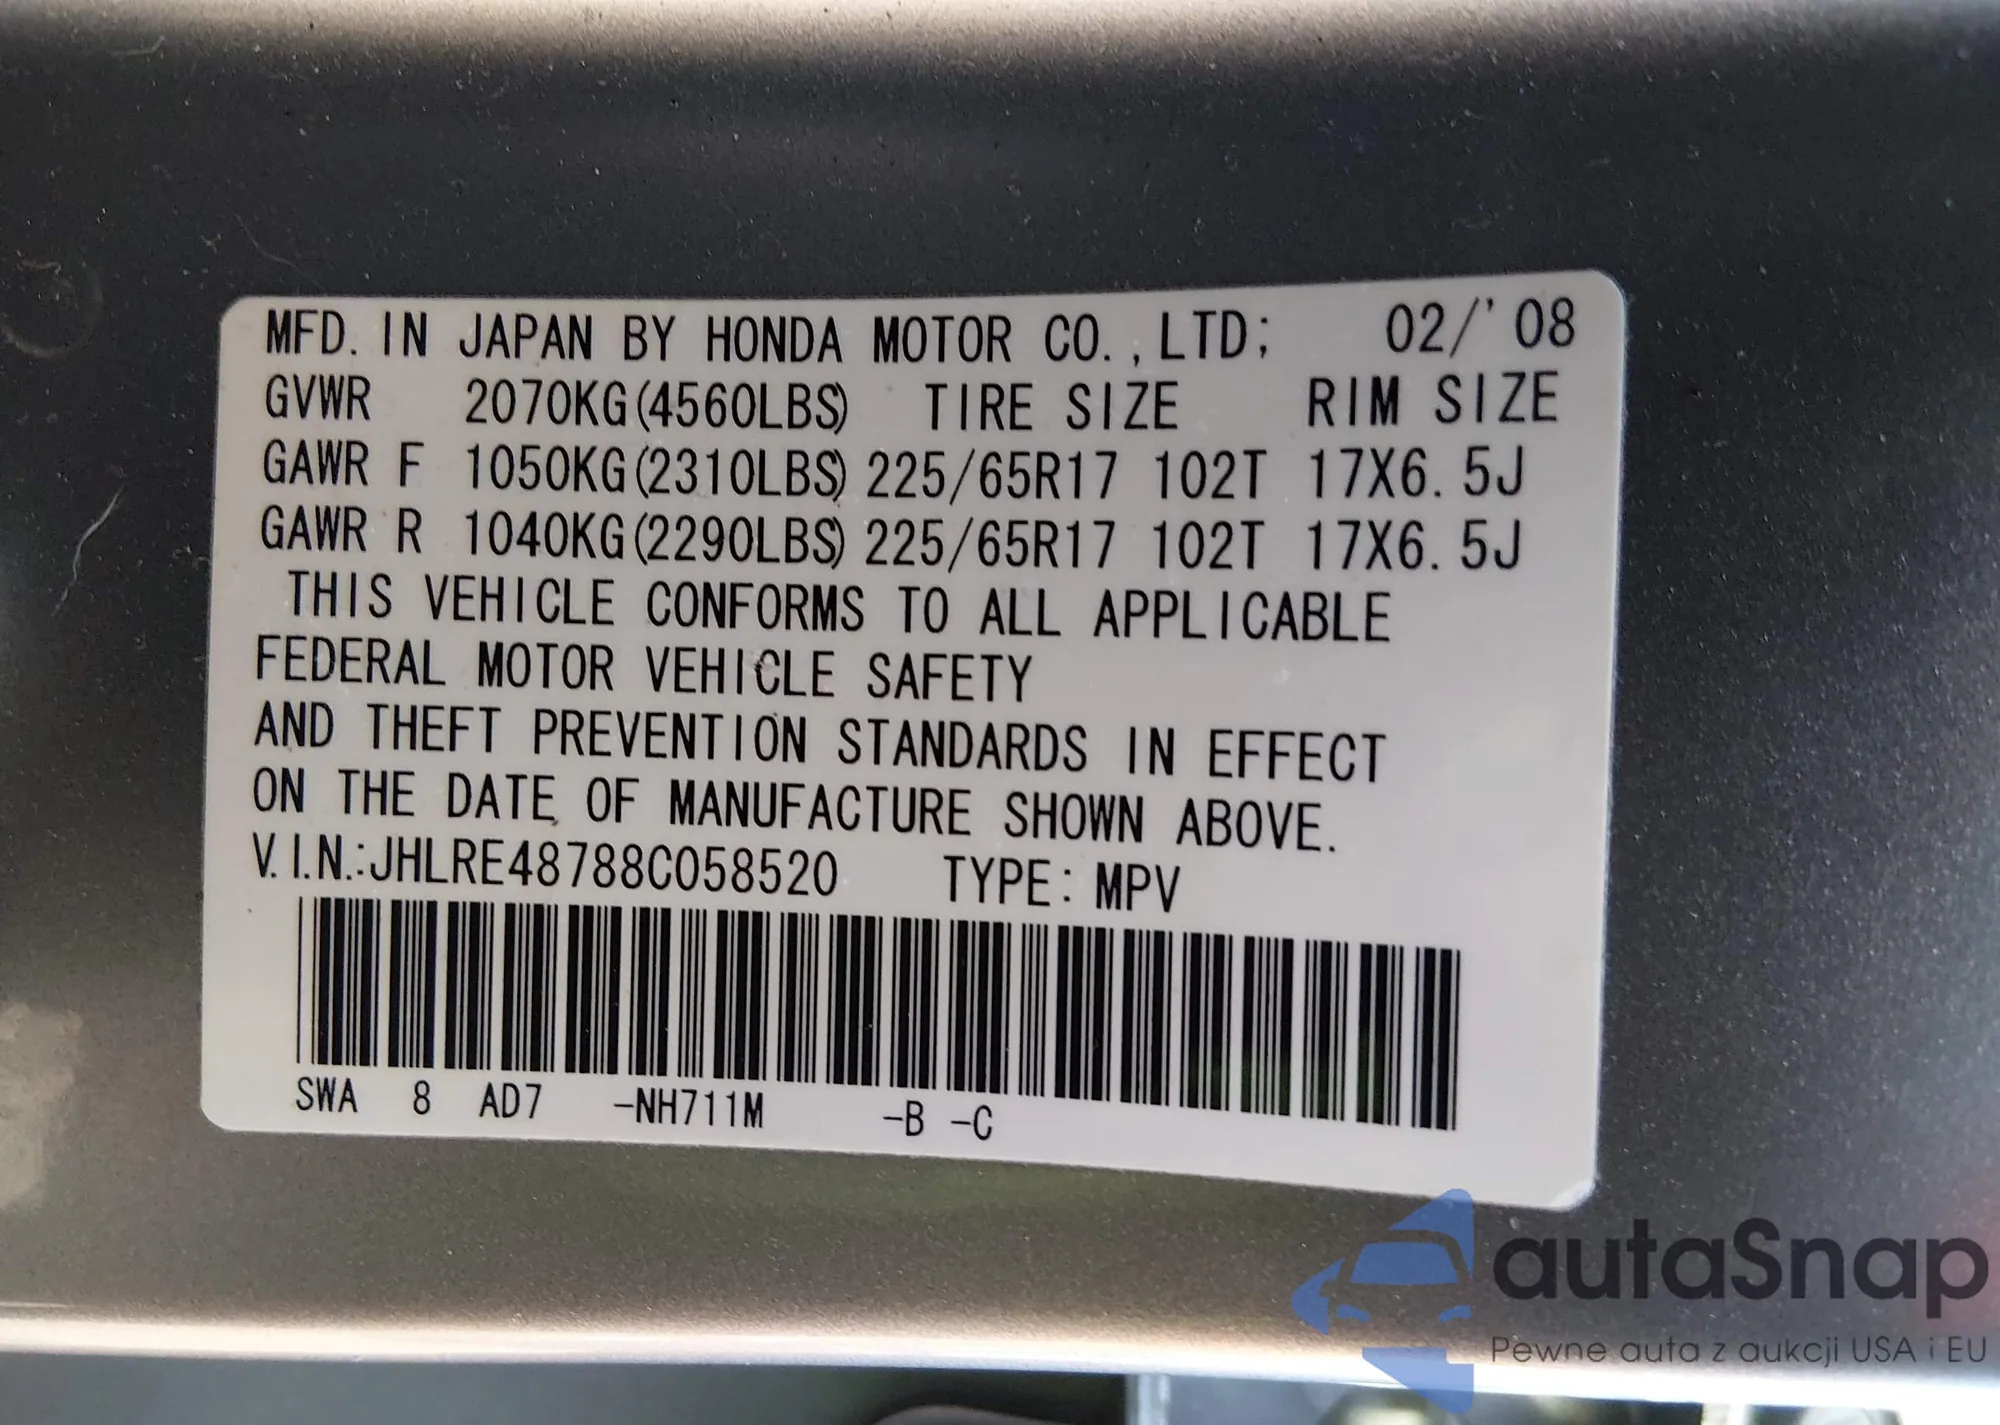 MFD. IN JAPAN BY HONDA MOTOR CO., LTD; 02/'08
GVWR 2070KG(4560LBS) TIRE SIZE RIM SIZE
GAWR F 1050KG(2310LBS) 225/65R17 102T 17X6.5J
GAWR R 1040KG(2290LBS) 225/65R17 102T 17X6.5J
THIS VEHICLE CONFORMS TO ALL APPLICABLE
FEDERAL MOTOR VEHICLE SAFETY
AND THEFT PREVENTION STANDARDS IN EFFECT
ON THE DATE OF MANUFACTURE SHOWN ABOVE.
V.I.N.:JHLRE48788C058520 TYPE: MPV
SWA 8 AD7 -NH711M -B -C
autaSnap
Pewne auta z aukcji USA i EU